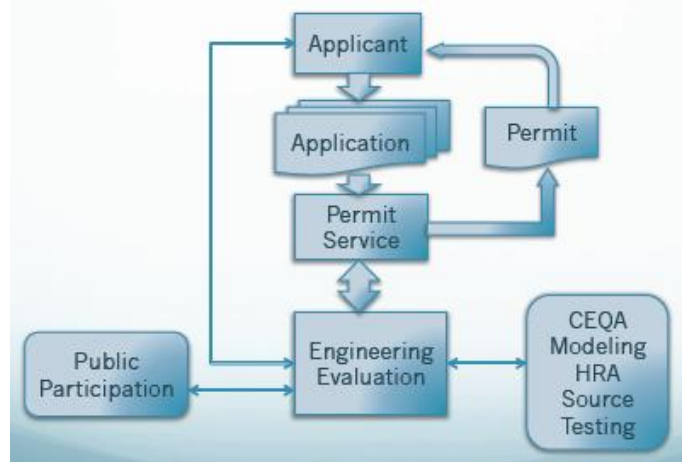 Applicant
Application
Permit
Permit
Service
Engineering
Evaluation
Public
Participation
CEQA
Modeling
HRA
Source
Testing